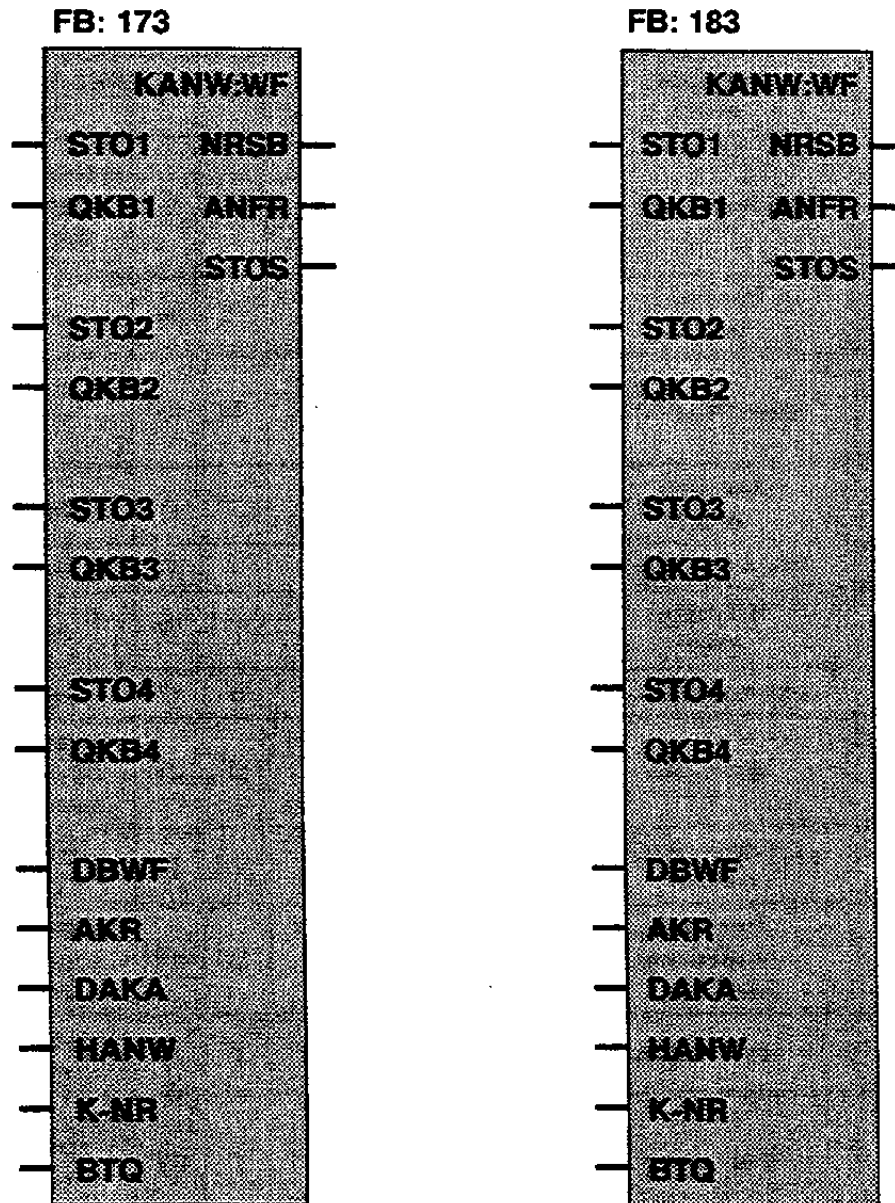 FB: 173
KANW:WF
STO1 NRSB
QKB1 ANFR
STOS
STO2
QKB2
STO3
QKB3
STO4
QKB4
DBWF
AKR
DAKA
HANW
K-NR
BTQ
FB: 183
KANW:WF
STO1 NRSB
QKB1 ANFR
STOS
STO2
QKB2
STO3
QKB3
STO4
QKB4
DBWF
AKR
DAKA
HANW
K-NR
BTQ